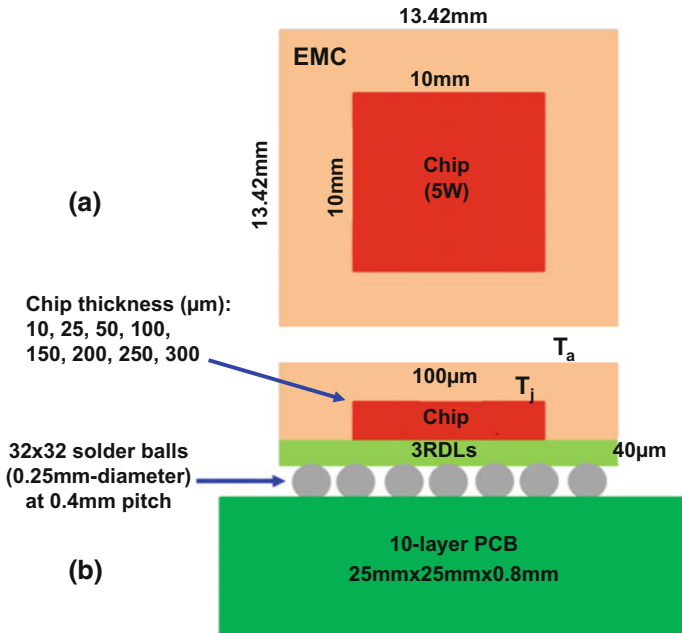 13.42mm
EMC
10mm
13.42mm
10mm
Chip
(5W)
(a)
Chip thickness (µm):
10, 25, 50, 100,
150, 200, 250, 300
Ta
100µm
Tj
Chip
32x32 solder balls
(0.25mm-diameter)
at 0.4mm pitch
3RDLs
40µm
10-layer PCB
25mmx25mmx0.8mm
(b)